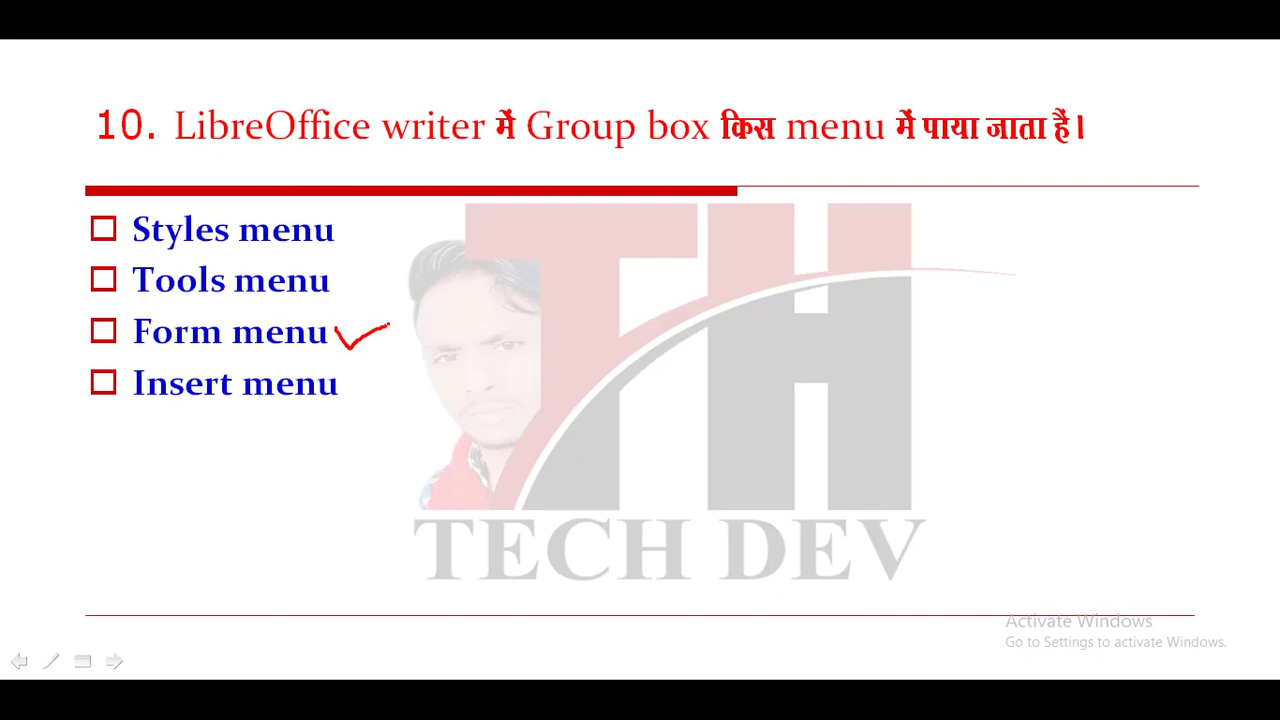 10. LibreOffice writer में Group box किस menu में पाया जाता हैं।
Styles menu
Tools menu
Form menu
Insert menu
TH
TECH DEV
Activate Windows
Go to Settings to activate Windows.